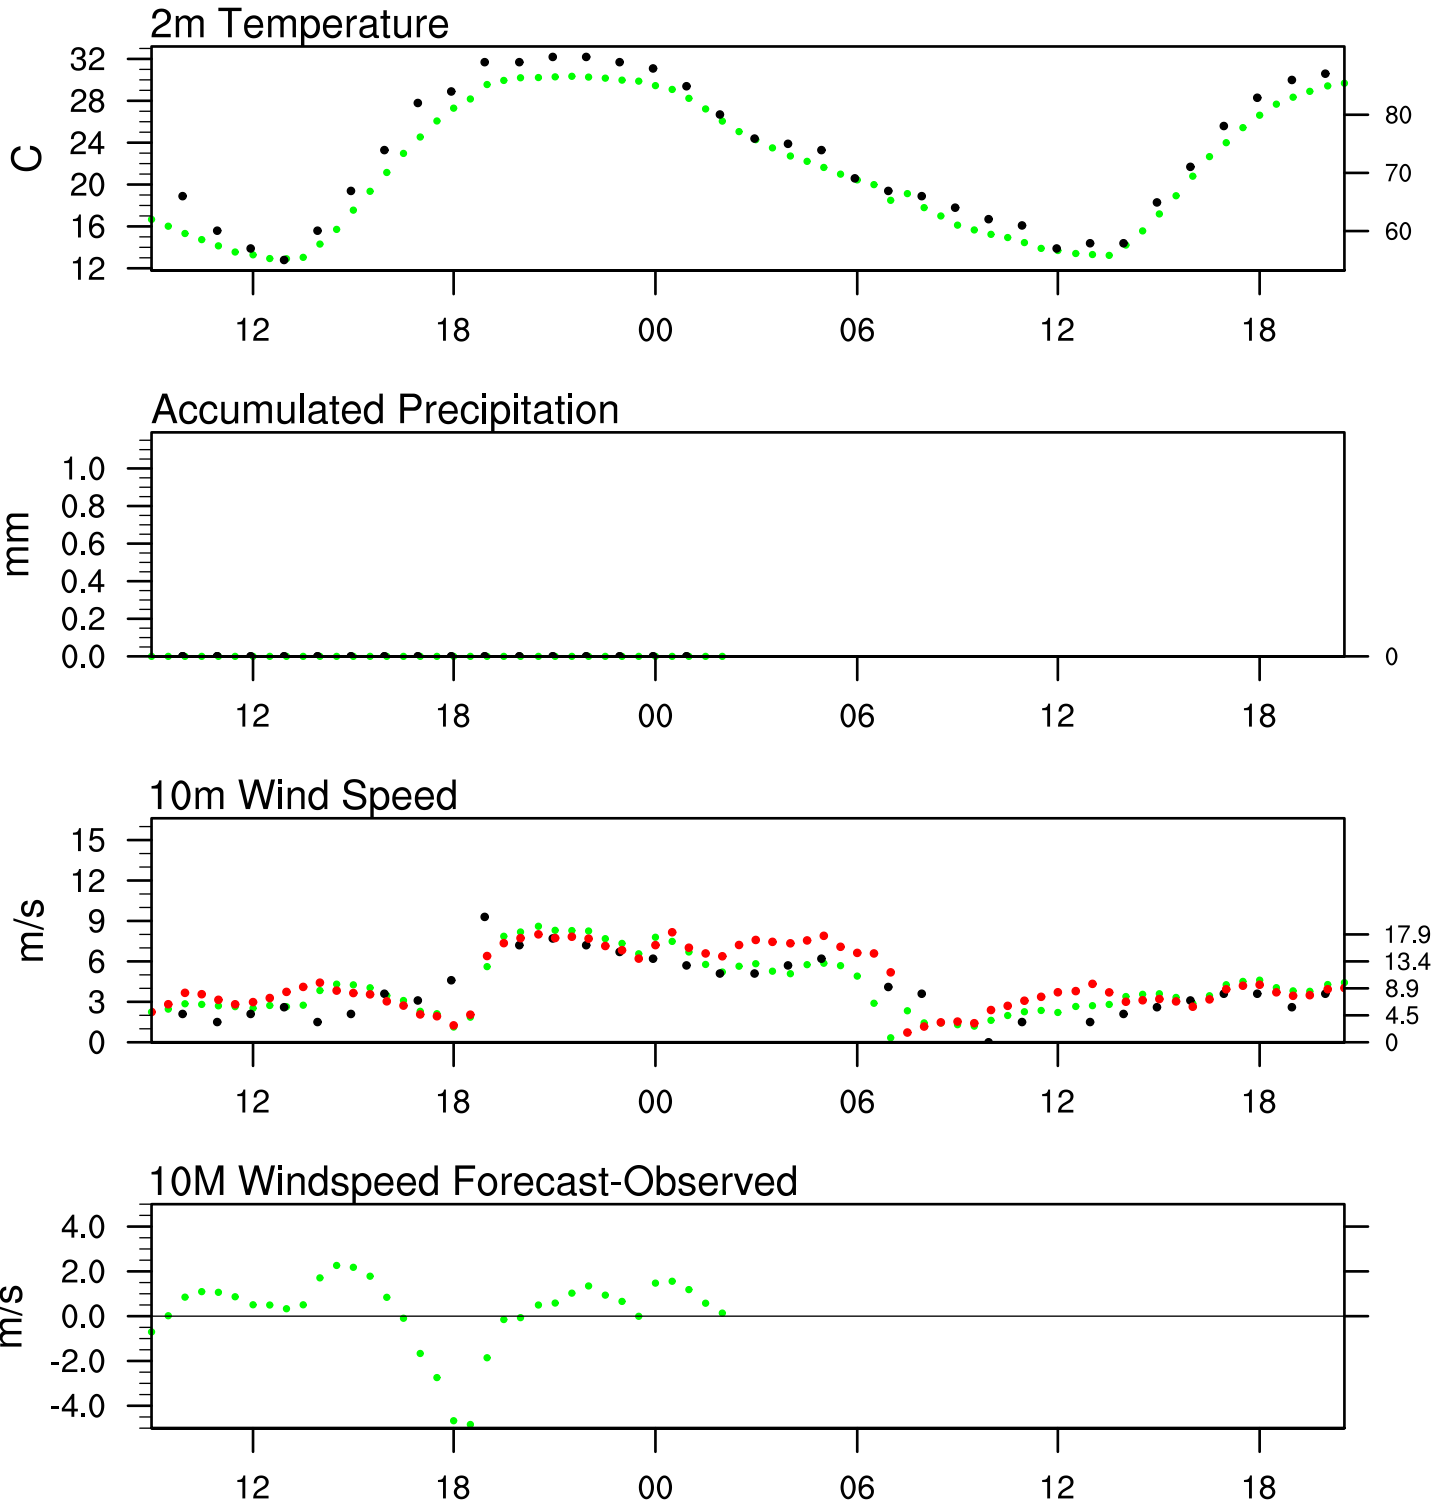 2m Temperature
32
28
24
20
16
12
C
80
70
60
12 18 00 06 12 18
Accumulated Precipitation
1.0
0.8
0.6
0.4
0.2
0.0
mm
0
12 18 00 06 12 18
10m Wind Speed
15
12
9
6
3
0
m/s
17.9
13.4
8.9
4.5
0
12 18 00 06 12 18
10M Windspeed Forecast-Observed
4.0
2.0
0.0
-2.0
-4.0
m/s
12 18 00 06 12 18